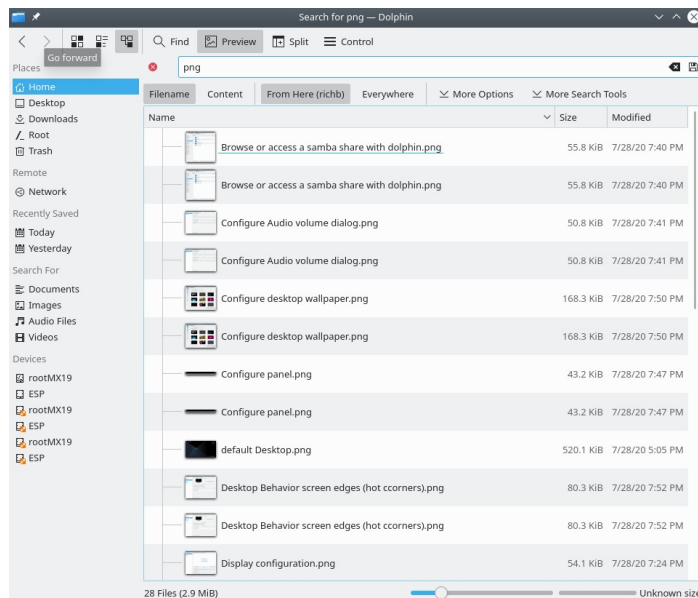 Search for png — Dolphin
Find Preview Split Control
Go forward
Places
Home
Desktop
Downloads
Root
Trash
Remote
Network
Recently Saved
Today
Yesterday
Search For
Documents
Images
Audio Files
Videos
Devices
rootMX19
ESP
rootMX19
ESP
rootMX19
ESP
png
Filename Content From Here (richb) Everywhere More Options More Search Tools
Name Size Modified
Browse or access a samba share with dolphin.png 55.8 KiB 7/28/20 7:40 PM
Browse or access a samba share with dolphin.png 55.8 KiB 7/28/20 7:40 PM
Configure Audio volume dialog.png 50.8 KiB 7/28/20 7:41 PM
Configure Audio volume dialog.png 50.8 KiB 7/28/20 7:41 PM
Configure desktop wallpaper.png 168.3 KiB 7/28/20 7:50 PM
Configure desktop wallpaper.png 168.3 KiB 7/28/20 7:50 PM
Configure panel.png 43.2 KiB 7/28/20 7:47 PM
Configure panel.png 43.2 KiB 7/28/20 7:47 PM
default Desktop.png 520.1 KiB 7/28/20 5:05 PM
Desktop Behavior screen edges (hot ccorners).png 80.3 KiB 7/28/20 7:52 PM
Desktop Behavior screen edges (hot ccorners).png 80.3 KiB 7/28/20 7:52 PM
Display configuration.png 54.1 KiB 7/28/20 7:24 PM
28 Files (2.9 MiB) Unknown size